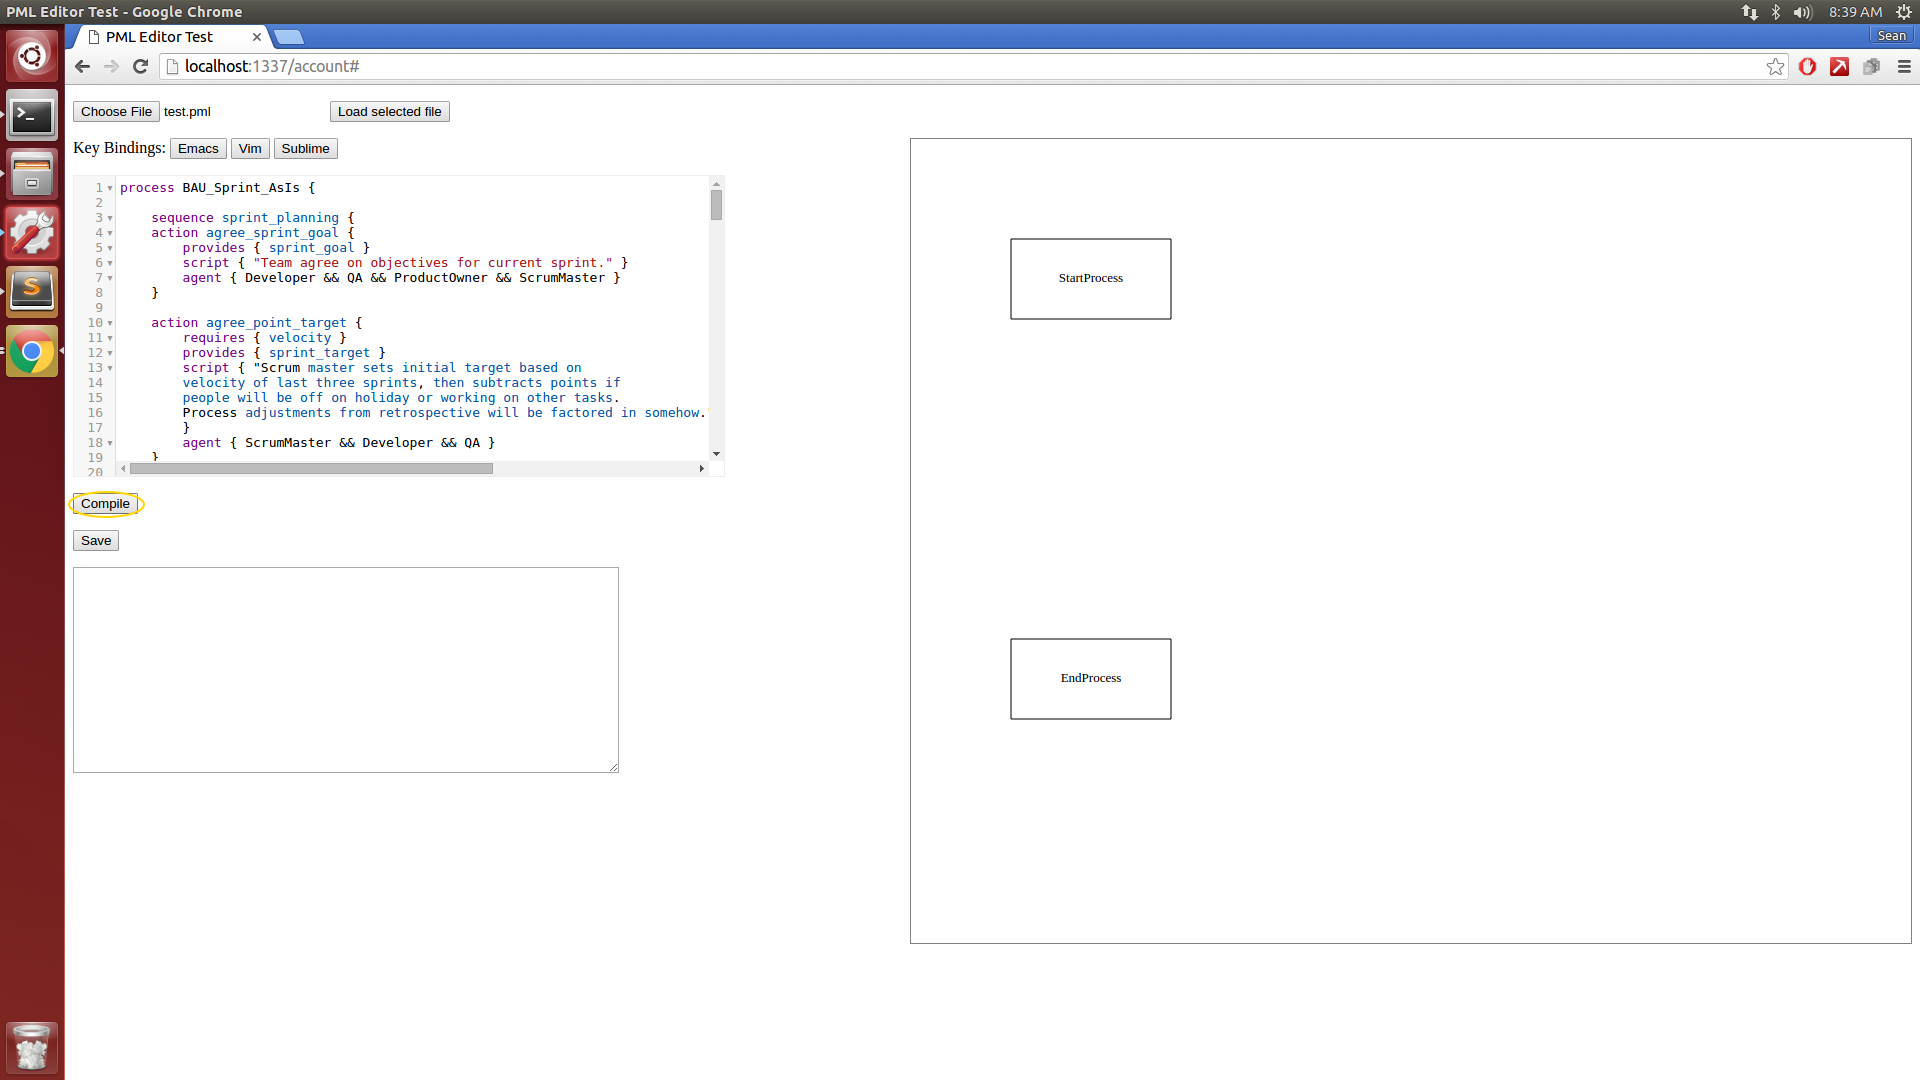 PML Editor Test - Google Chrome
8:39 AM
PML Editor Test
Sean
localhost:1337/account#
Choose File test.pml Load selected file
Key Bindings: Emacs Vim Sublime
1 process BAU_Sprint_AsIs {
2
3 sequence sprint_planning {
4 action agree_sprint_goal {
5 provides { sprint_goal }
6 script { "Team agree on objectives for current sprint." }
7 agent { Developer && QA && ProductOwner && ScrumMaster }
8 }
9
10 action agree_point_target {
11 requires { velocity }
12 provides { sprint_target }
13 script { "Scrum master sets initial target based on
14 velocity of last three sprints, then subtracts points if
15 people will be off on holiday or working on other tasks.
16 Process adjustments from retrospective will be factored in somehow."
17 }
18 agent { ScrumMaster && Developer && QA }
19 }
20
Compile
Save
StartProcess
EndProcess